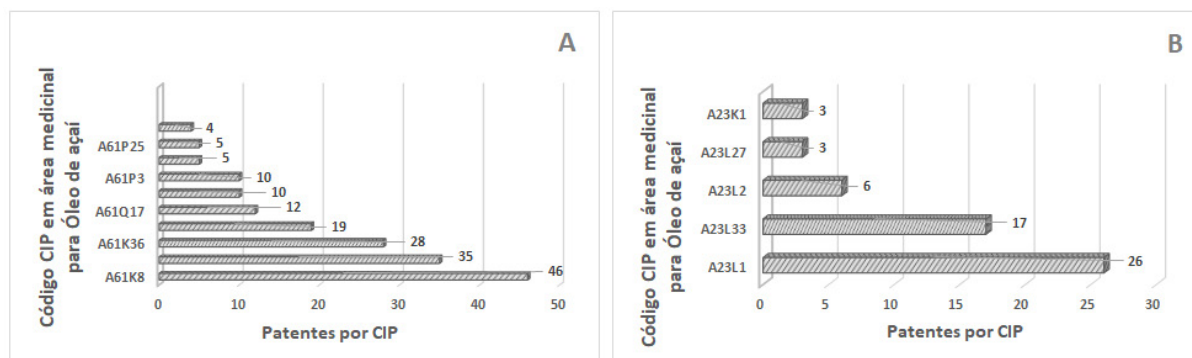 A
Código CIP em área medicinal
para Óleo de açaí
4
A61P25
5
5
A61P3
10
10
A61Q17
12
19
A61K36
28
35
A61K8
46
0
10
20
30
40
50
Patentes por CIP
B
Código CIP em área medicinal
para Óleo de açaí
A23K1
3
A23L27
3
A23L2
6
A23L33
17
A23L1
26
0
5
10
15
20
25
30
Patentes por CIP